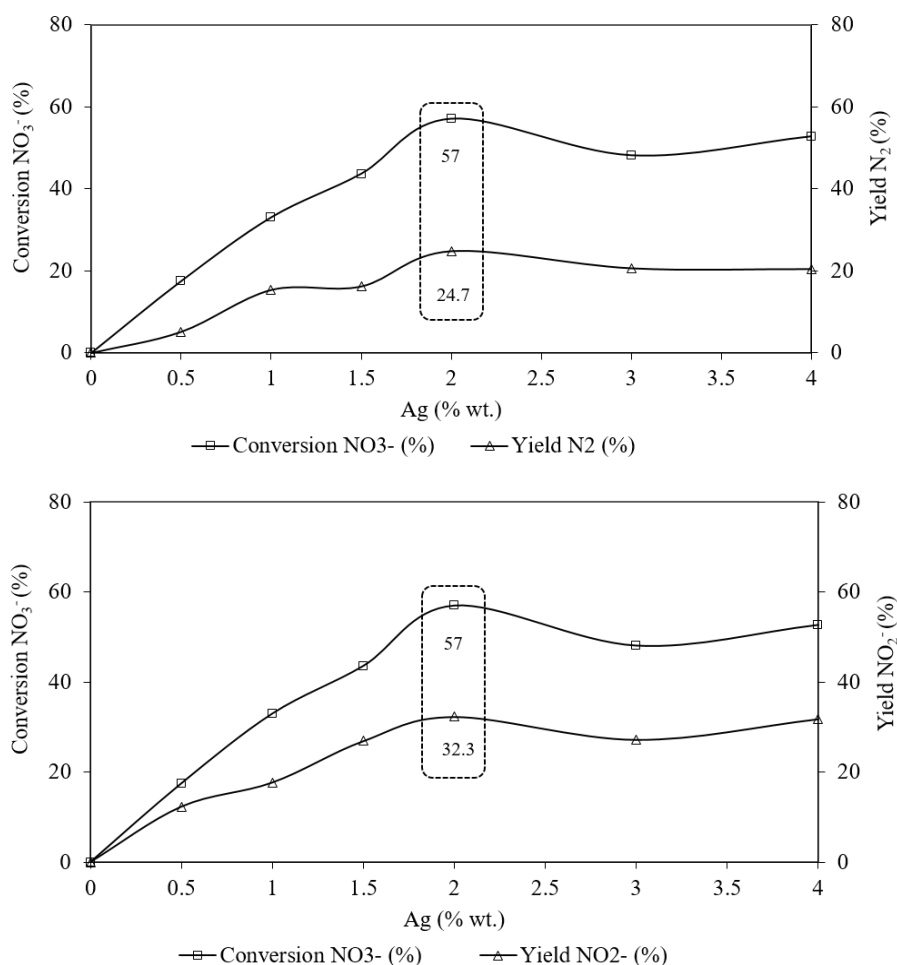 80
60
40
20
0
Conversion NO₃⁻ (%)
57
24.7
80
60
40
20
0
Yield N₂ (%)
0 0.5 1 1.5 2 2.5 3 3.5 4
Ag (% wt.)
Conversion NO3- (%) Yield N2 (%)
80
60
40
20
0
Conversion NO₃⁻ (%)
57
32.3
80
60
40
20
0
Yield NO₂⁻ (%)
0 0.5 1 1.5 2 2.5 3 3.5 4
Ag (% wt.)
Conversion NO3- (%) Yield NO2- (%)